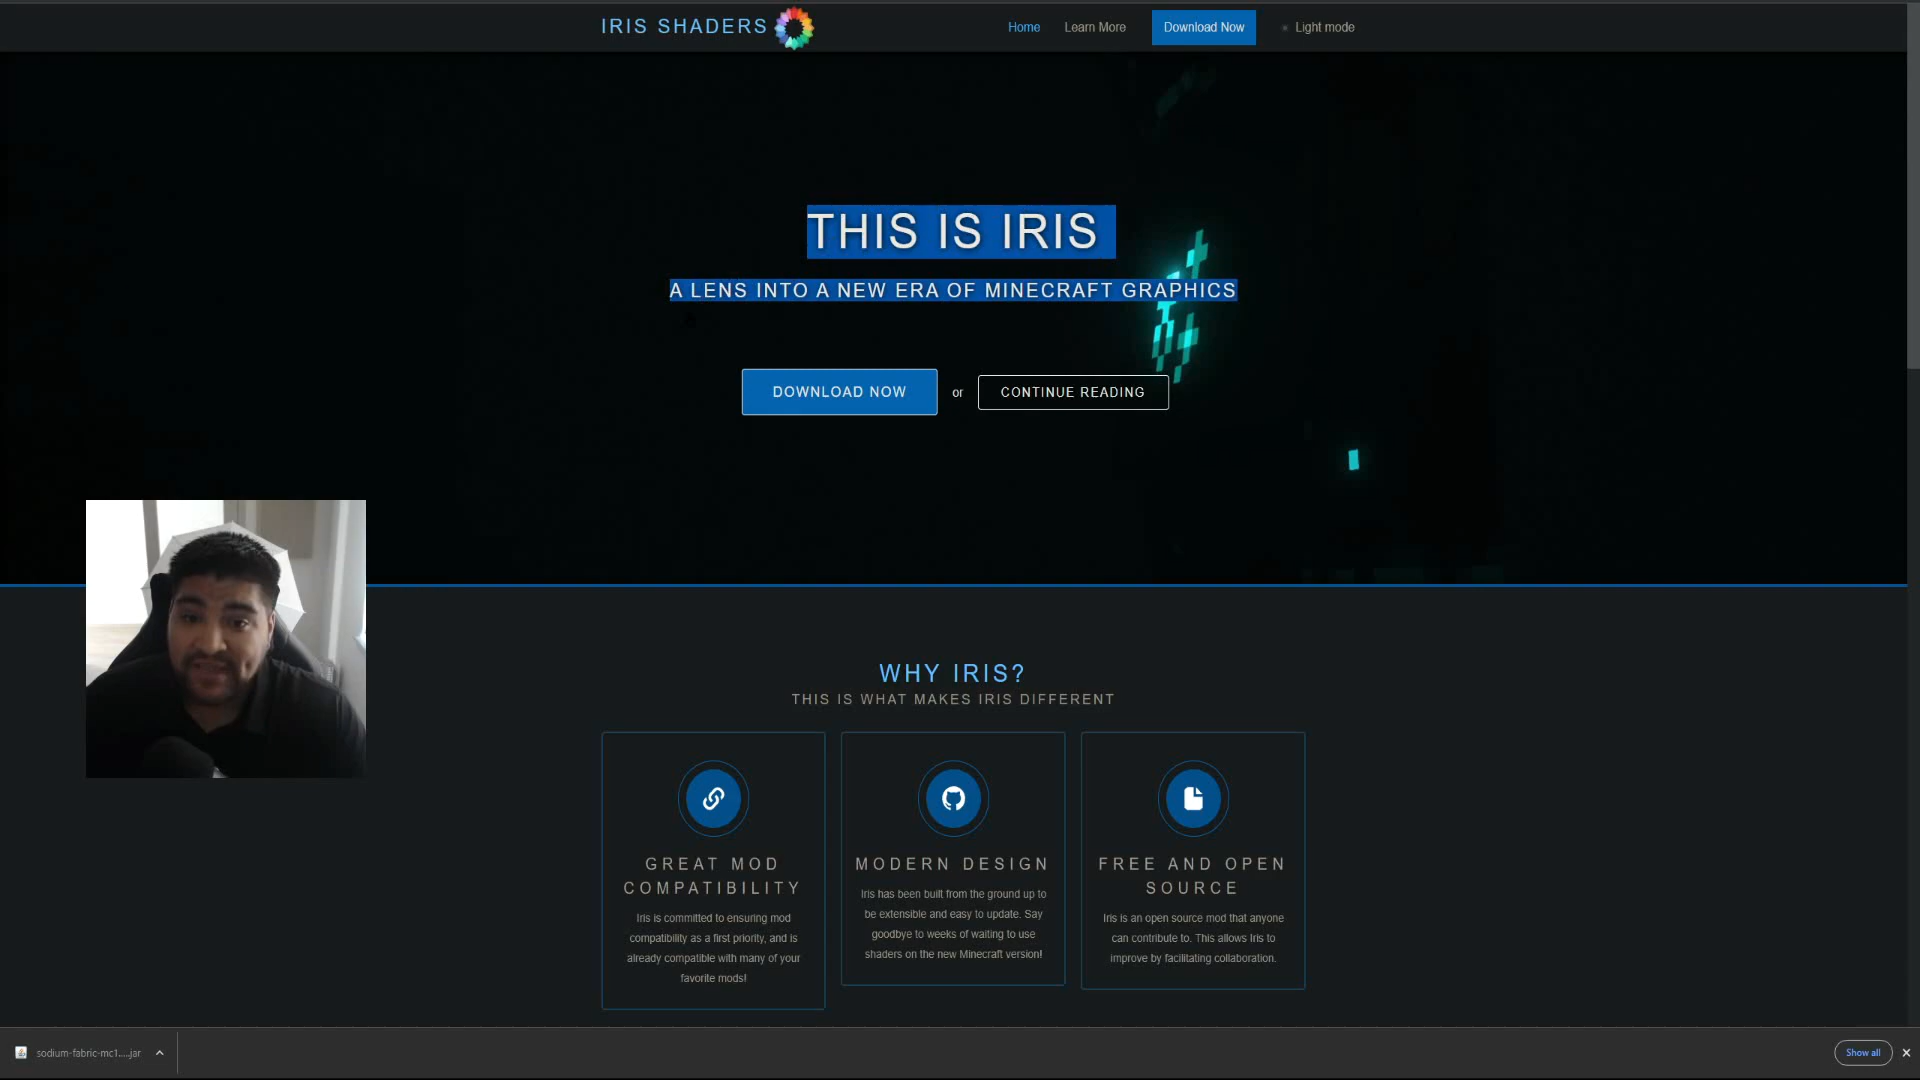 IRIS SHADERS
Home
Learn More
Download Now
Light mode
THIS IS IRIS
A LENS INTO A NEW ERA OF MINECRAFT GRAPHICS
DOWNLOAD NOW
or
CONTINUE READING
WHY IRIS?
THIS IS WHAT MAKES IRIS DIFFERENT
GREAT MOD
COMPATIBILITY
Iris is committed to ensuring mod
compatibility as a first priority, and is
already compatible with many of your
favorite mods!
MODERN DESIGN
Iris has been built from the ground up to
be extensible and easy to update. Say
goodbye to weeks of waiting to use
shaders on the new Minecraft version!
FREE AND OPEN
SOURCE
Iris is an open source mod that anyone
can contribute to. This allows Iris to
improve by facilitating collaboration.
sodium-fabric-mc1....jar
Show all